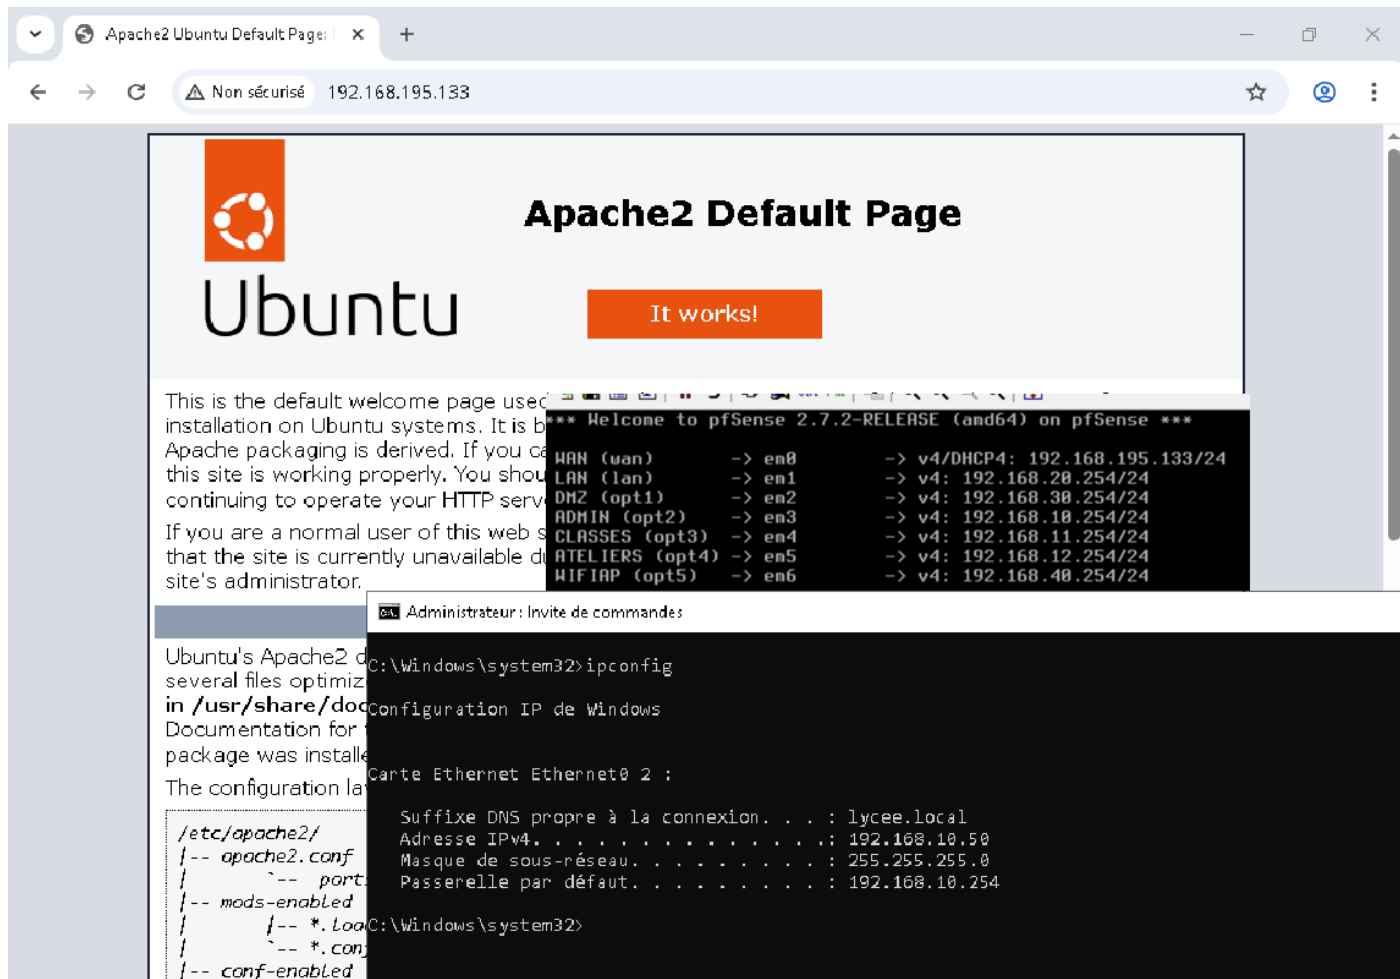 Apache2 Ubuntu Default Page:
Non sécurisé 192.168.195.133
Apache2 Default Page
Ubuntu
It works!
This is the default welcome page used
installation on Ubuntu systems. It is b
Apache packaging is derived. If you ca
this site is working properly. You shou
continuing to operate your HTTP serv
If you are a normal user of this web s
that the site is currently unavailable du
site's administrator.
*** Welcome to pfSense 2.7.2-RELEASE (amd64) on pfSense ***
WAN (wan) -> em0 -> v4/DHCP4: 192.168.195.133/24
LAN (lan) -> em1 -> v4: 192.168.20.254/24
DMZ (opt1) -> em2 -> v4: 192.168.30.254/24
ADMIN (opt2) -> em3 -> v4: 192.168.10.254/24
CLASSES (opt3) -> em4 -> v4: 192.168.11.254/24
ATELIERS (opt4) -> em5 -> v4: 192.168.12.254/24
WIFIAP (opt5) -> em6 -> v4: 192.168.40.254/24
Ubuntu's Apache2 d
several files optimiz
in /usr/share/doc
Documentation for
package was installe
The configuration la
/etc/apache2/
|-- apache2.conf
| `-- port
|-- mods-enabled
| |-- *.loa
| `-- *.con
|-- conf-enabled
Administrateur : Invite de commandes
C:\Windows\system32>ipconfig
Configuration IP de Windows
Carte Ethernet Ethernet0 2 :
Suffixe DNS propre à la connexion. . . : lycee.local
Adresse IPv4. . . . . . . . . . . . . .: 192.168.10.50
Masque de sous-réseau. . . . . . . . . : 255.255.255.0
Passerelle par défaut. . . . . . . . . : 192.168.10.254
C:\Windows\system32>